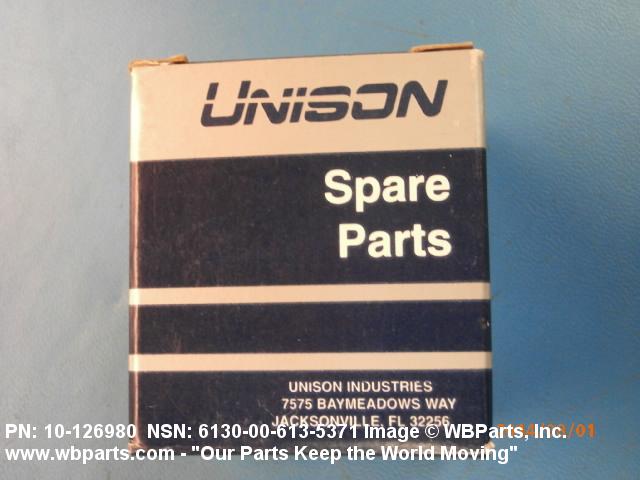 UNISON
Spare
Parts
UNISON INDUSTRIES
7575 BAYMEADOWS WAY
JACKSONVILLE, FL 32256
PN: 10-126980 NSN: 6130-00-613-5371 Image © WBParts, Inc.
www.wbparts.com - "Our Parts Keep the World Moving"